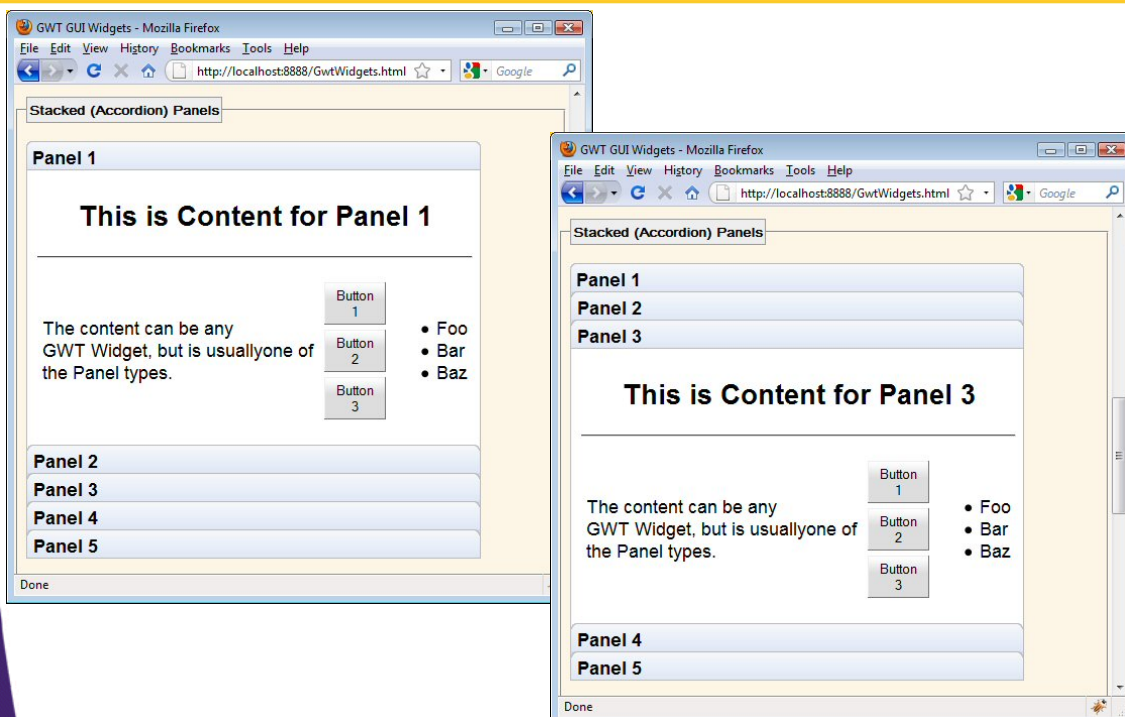 GWT GUI Widgets - Mozilla Firefox
File Edit View History Bookmarks Tools Help
http://localhost:8888/GwtWidgets.html
Google
Stacked (Accordion) Panels
Panel 1
This is Content for Panel 1
The content can be any
GWT Widget, but is usuallyone of
the Panel types.
Button
1
Button
2
Button
3
• Foo
• Bar
• Baz
Panel 2
Panel 3
Panel 4
Panel 5
Done
GWT GUI Widgets - Mozilla Firefox
File Edit View History Bookmarks Tools Help
http://localhost:8888/GwtWidgets.html
Google
Stacked (Accordion) Panels
Panel 1
Panel 2
Panel 3
This is Content for Panel 3
The content can be any
GWT Widget, but is usuallyone of
the Panel types.
Button
1
Button
2
Button
3
• Foo
• Bar
• Baz
Panel 4
Panel 5
Done